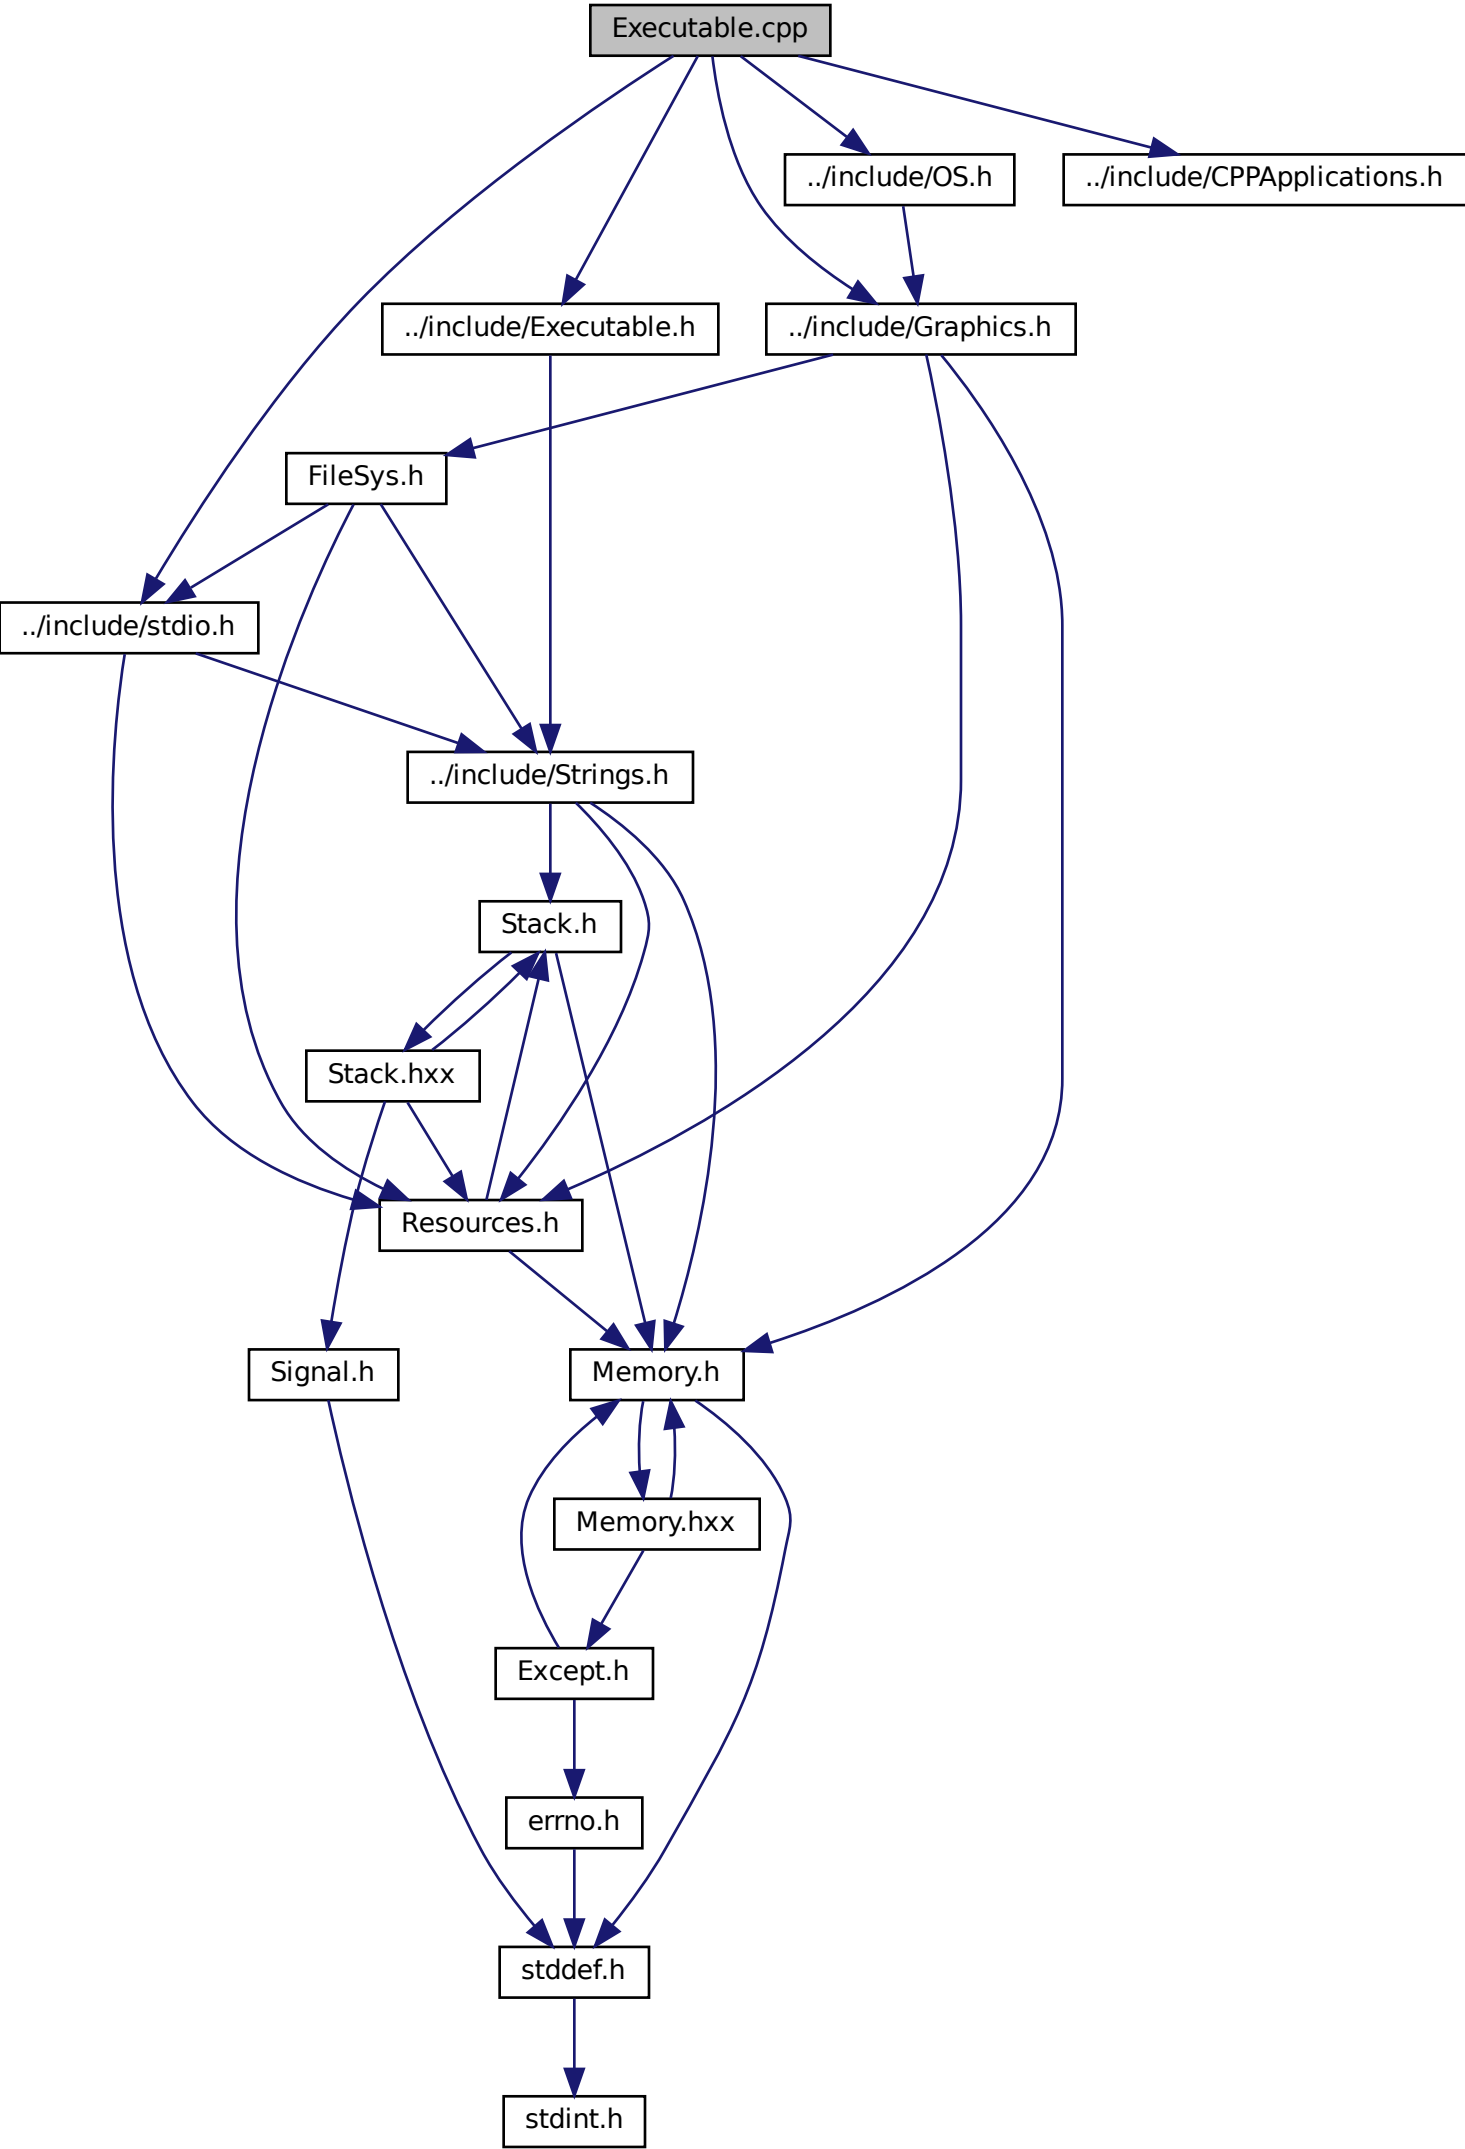 Executable.cpp
../include/OS.h
../include/CPPApplications.h
../include/Executable.h
../include/Graphics.h
FileSys.h
../include/stdio.h
../include/Strings.h
Stack.h
Stack.hxx
Resources.h
Signal.h
Memory.h
Memory.hxx
Except.h
errno.h
stddef.h
stdint.h